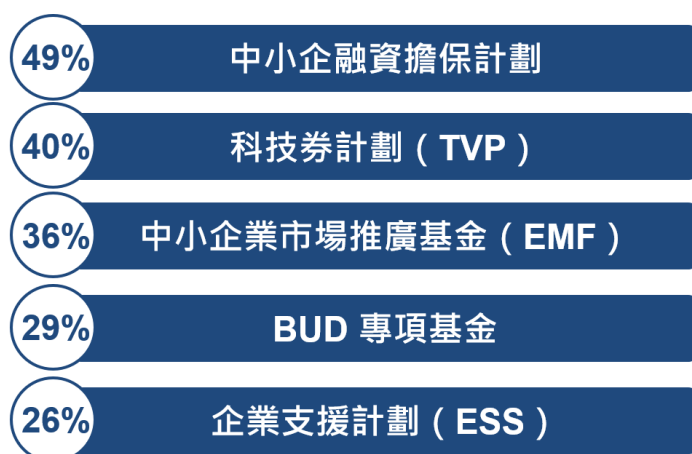 49% 中小企融資擔保計劃
40% 科技券計劃（TVP）
36% 中小企業市場推廣基金（EMF）
29% BUD 專項基金
26% 企業支援計劃（ESS）